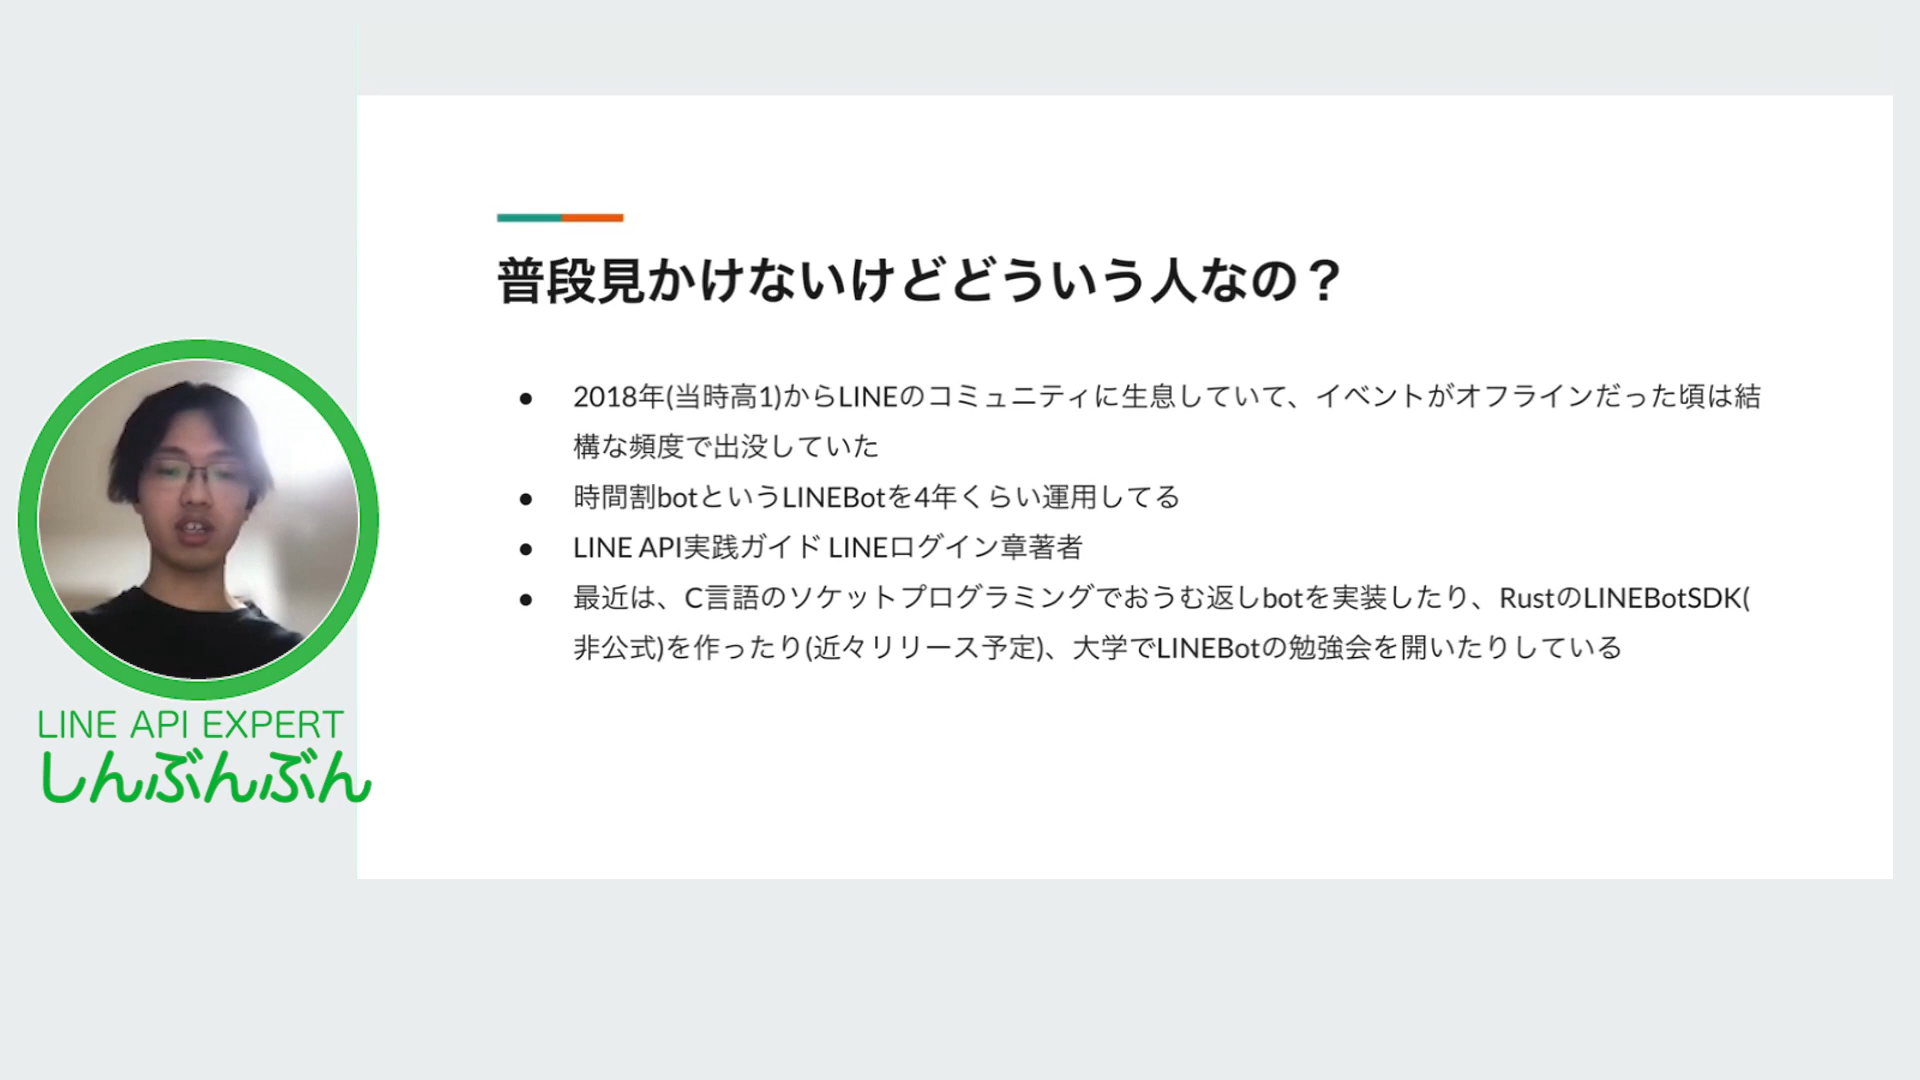 普段見かけないけどどういう人なの？
● 2018年(当時高1)からLINEのコミュニティに生息していて、イベントがオフラインだった頃は結
構な頻度で出没していた
● 時間割botというLINEBotを4年くらい運用してる
● LINE API実践ガイド LINEログイン章著者
● 最近は、C言語のソケットプログラミングでおうむ返しbotを実装したり、RustのLINEBotSDK(
非公式)を作ったり(近々リリース予定)、大学でLINEBotの勉強会を開いたりしている
LINE API EXPERT
しんぶんぶん